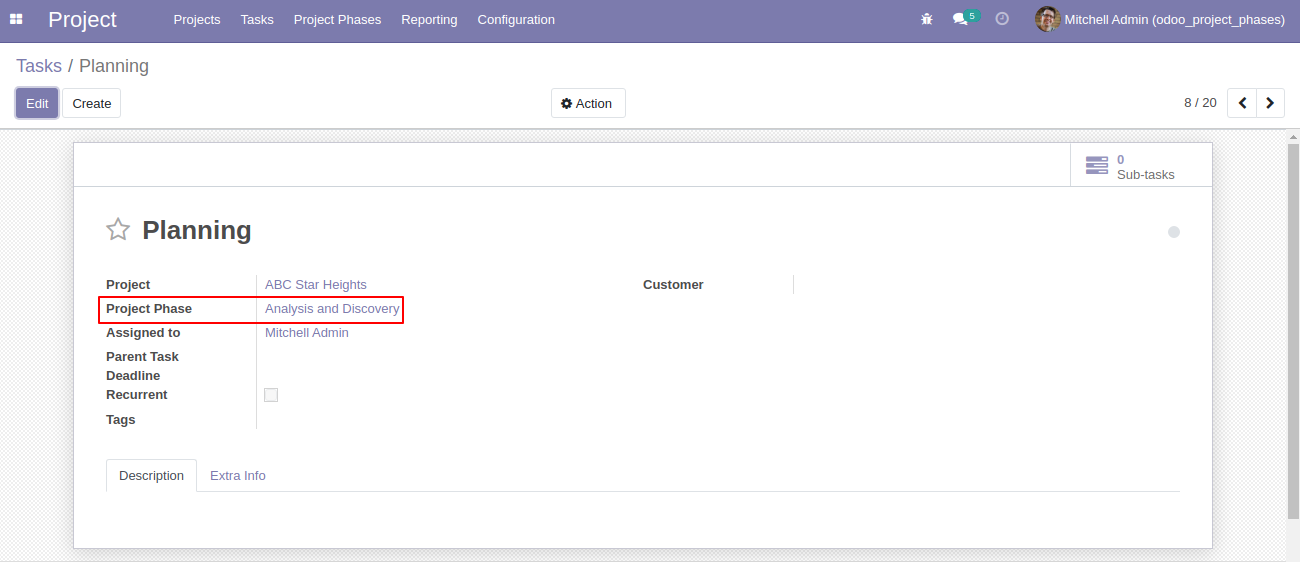 Project Projects Tasks Project Phases Reporting Configuration 5 Mitchell Admin (odoo_project_phases)
Tasks / Planning
Edit Create Action 8 / 20
0
Sub-tasks
Planning
Project ABC Star Heights Customer
Project Phase Analysis and Discovery
Assigned to Mitchell Admin
Parent Task
Deadline
Recurrent
Tags
Description Extra Info